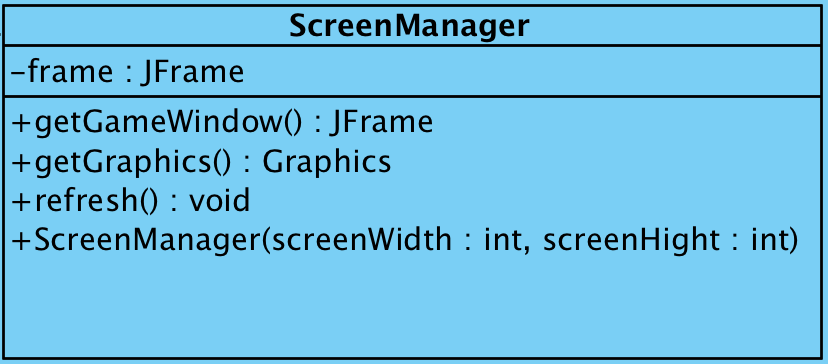 ScreenManager
-frame : JFrame
+getGameWindow() : JFrame
+getGraphics() : Graphics
+refresh() : void
+ScreenManager(screenWidth : int, screenHight : int)